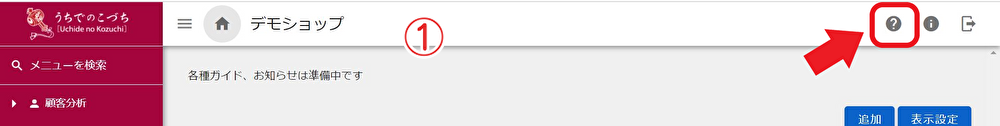 うちでのこづち
[Uchide no Kozuchi]
デモショップ
①
メニューを検索
各種ガイド、お知らせは準備中です
顧客分析
追加
表示設定